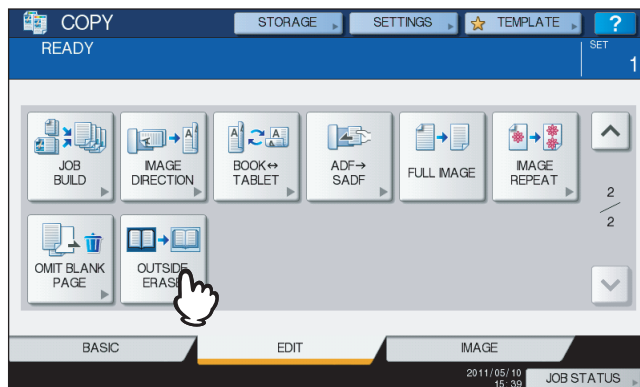 COPY
STORAGE
SETTINGS
TEMPLATE
?
READY
SET
1
JOB
BUILD
IMAGE
DIRECTION
BOOK↔
TABLET
ADF→
SADF
FULL IMAGE
IMAGE
REPEAT
2
2
OMIT BLANK
PAGE
OUTSIDE
ERASE
BASIC
EDIT
IMAGE
2011/05/10
15:39
JOB STATUS